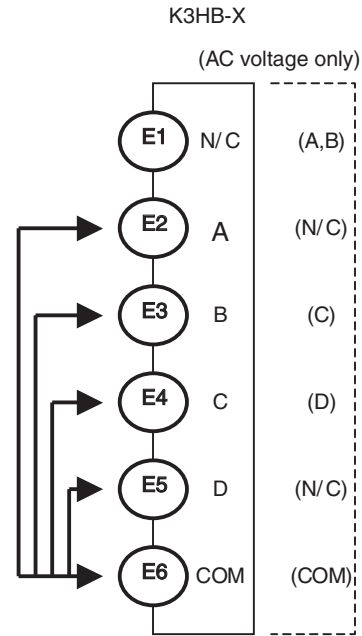 K3HB-X
(AC voltage only)
E1 N/C (A,B)
E2 A (N/C)
E3 B (C)
E4 C (D)
E5 D (N/C)
E6 COM (COM)